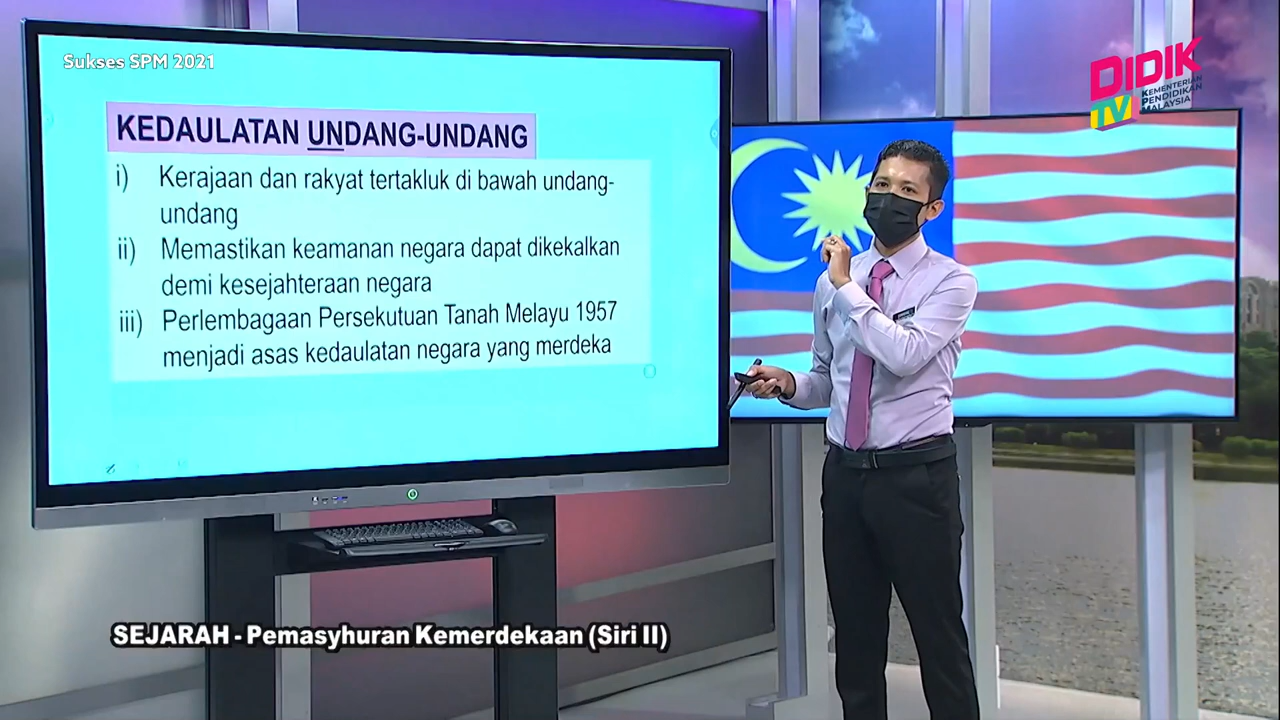 Sukses SPM 2021
DIDIK
TV
KEMENTERIAN
PENDIDIKAN
MALAYSIA
KEDAULATAN UNDANG-UNDANG
i) Kerajaan dan rakyat tertakluk di bawah undang-
undang
ii) Memastikan keamanan negara dapat dikekalkan
demi kesejahteraan negara
iii) Perlembagaan Persekutuan Tanah Melayu 1957
menjadi asas kedaulatan negara yang merdeka
SEJARAH - Pemasyhuran Kemerdekaan (Siri II)